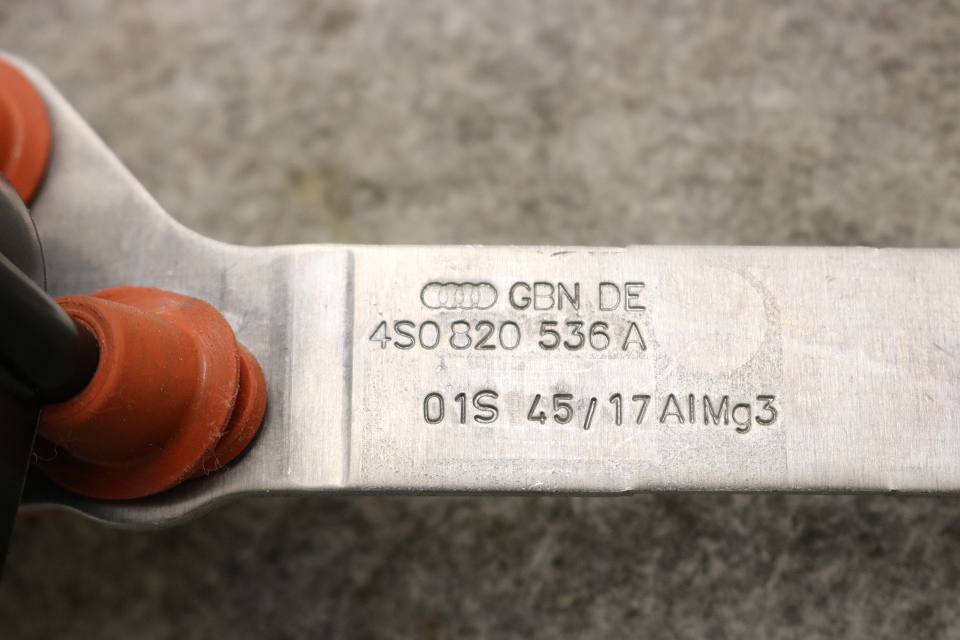 GBN DE
4S0 820 536 A
01S 45/17 AlMg3